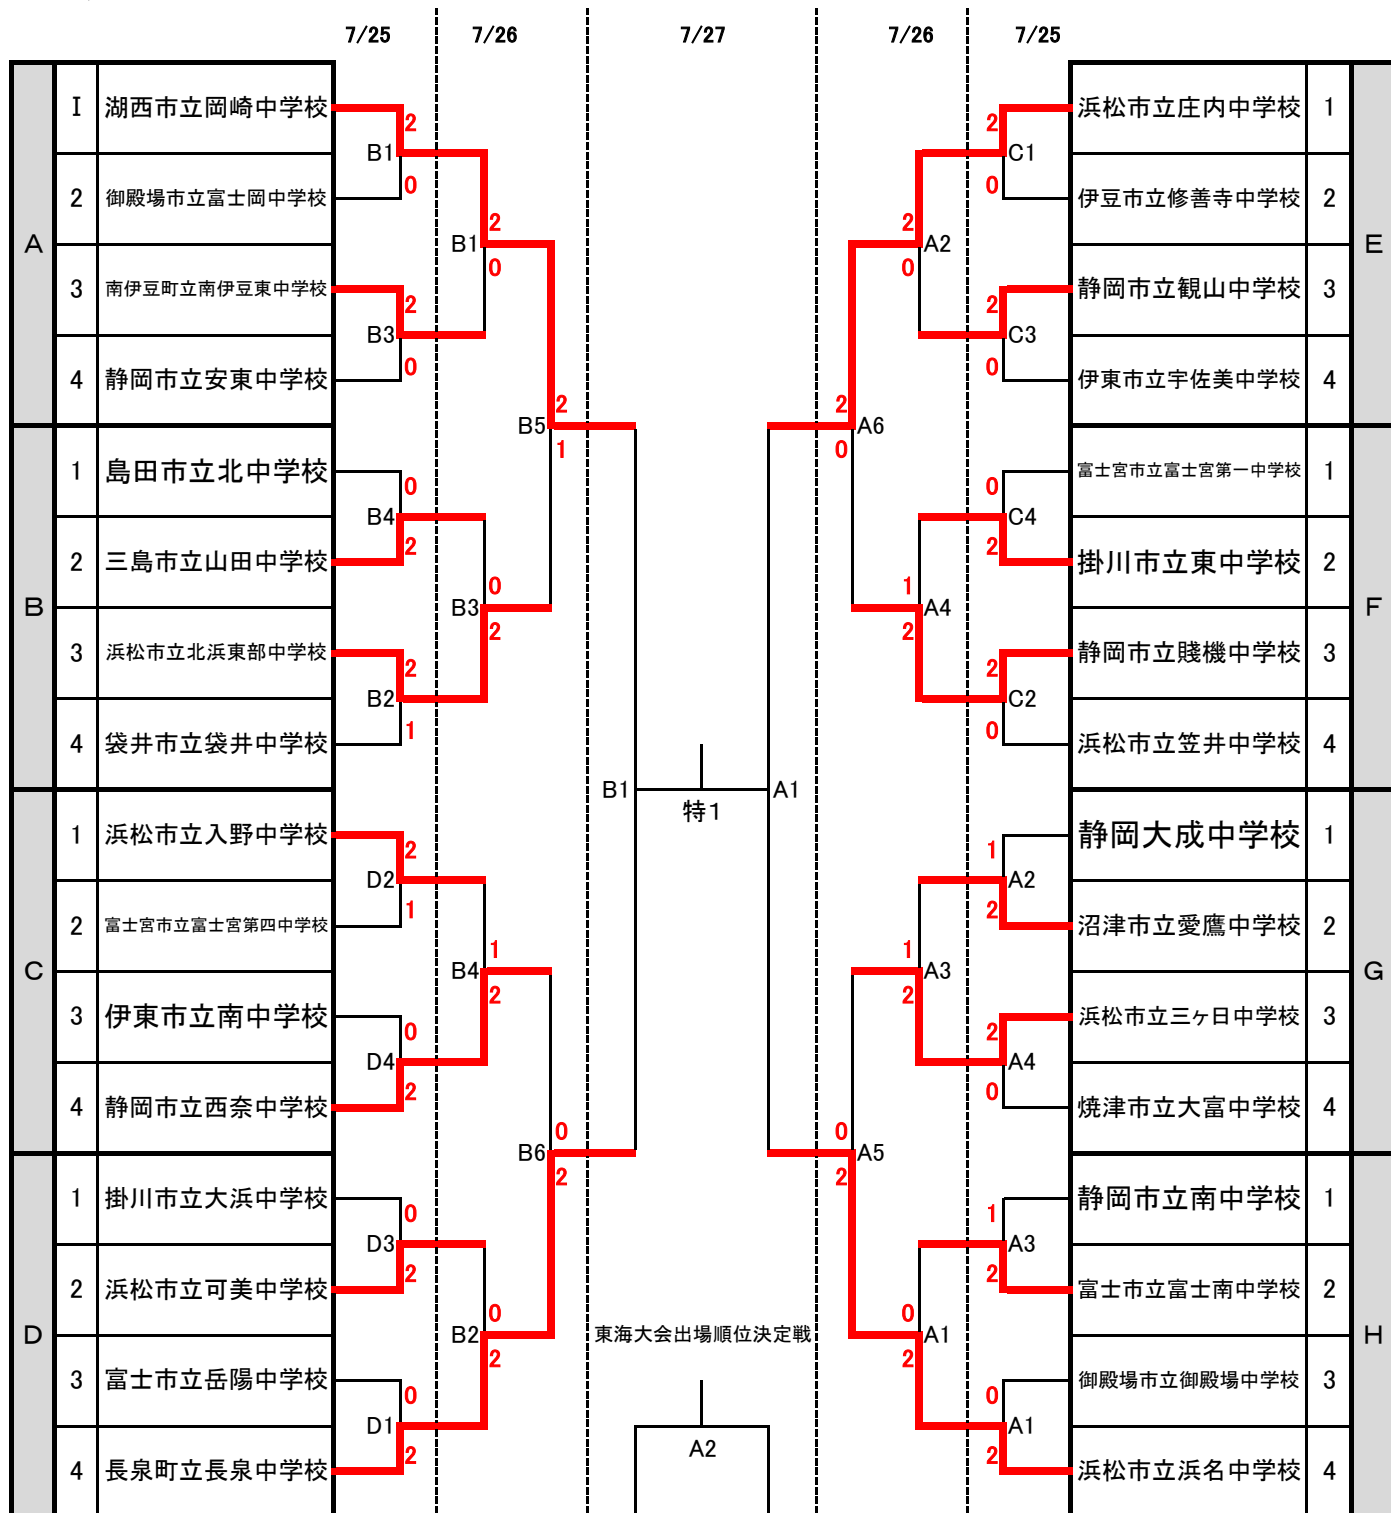 7/25 7/26 7/27 7/26 7/25
A
I 湖西市立岡崎中学校
2 御殿場市立富士岡中学校
3 南伊豆町立南伊豆東中学校
4 静岡市立安東中学校
B1 2 0
B3 2 0
B1 2 0
B
1 島田市立北中学校
2 三島市立山田中学校
3 浜松市立北浜東部中学校
4 袋井市立袋井中学校
B4 0 2
B2 2 1
B3 0 2
B5 2 1
C
1 浜松市立入野中学校
2 富士宮市立富士宮第四中学校
3 伊東市立南中学校
4 静岡市立西奈中学校
D2 2 1
D4 0 2
B4 1 2
D
1 掛川市立大浜中学校
2 浜松市立可美中学校
3 富士市立岳陽中学校
4 長泉町立長泉中学校
D3 0 2
D1 0 2
B2 0 2
B6 0 2
B1
特1
A1
東海大会出場順位決定戦
A2
E
浜松市立庄内中学校 1
伊豆市立修善寺中学校 2
静岡市立観山中学校 3
伊東市立宇佐美中学校 4
2 0 C1
2 0 C3
2 0 A2
F
富士宮市立富士宮第一中学校 1
掛川市立東中学校 2
静岡市立賤機中学校 3
浜松市立笠井中学校 4
0 2 C4
2 0 C2
1 2 A4
2 0 A6
G
静岡大成中学校 1
沼津市立愛鷹中学校 2
浜松市立三ヶ日中学校 3
焼津市立大富中学校 4
1 2 A2
2 0 A4
1 2 A3
H
静岡市立南中学校 1
富士市立富士南中学校 2
御殿場市立御殿場中学校 3
浜松市立浜名中学校 4
1 2 A3
0 2 A1
0 2 A1
0 2 A5